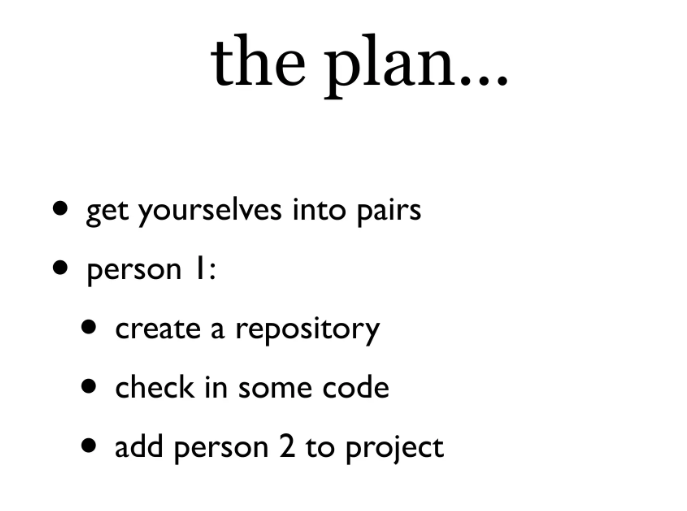 the plan...
• get yourselves into pairs
• person 1:
• create a repository
• check in some code
• add person 2 to project